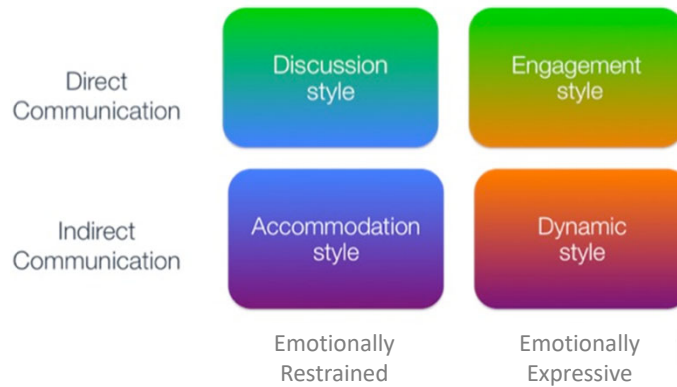 Direct
Communication
Discussion
style
Engagement
style
Indirect
Communication
Accommodation
style
Dynamic
style
Emotionally
Restrained
Emotionally
Expressive